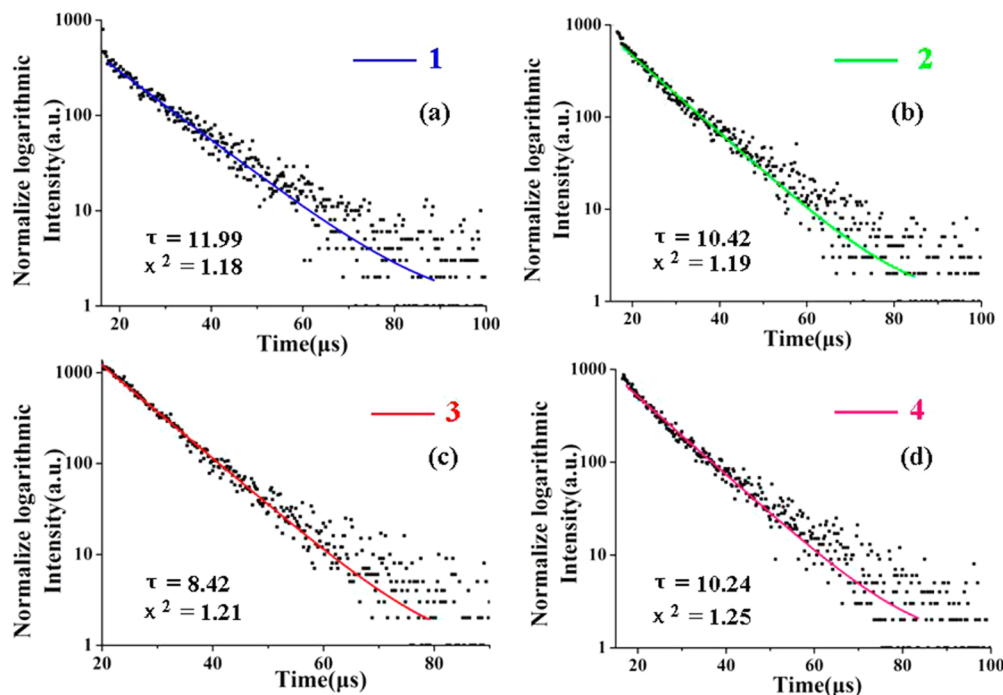 Normalize logarithmic
Intensity(a.u.)
1000
100
10
1
1
(a)
τ = 11.99
χ 2 = 1.18
20 40 60 80 100
Time(μs)
Normalize logarithmic
Intensity(a.u.)
1000
100
10
1
2
(b)
τ = 10.42
χ 2 = 1.19
20 30 40 50 60 70 80 90 100
Time(μs)
Normalize logarithmic
Intensity(a.u.)
1000
100
10
1
3
(c)
τ = 8.42
χ 2 = 1.21
20 40 60 80
Time(μs)
Normalize logarithmic
Intensity(a.u.)
1000
100
10
1
4
(d)
τ = 10.24
χ 2 = 1.25
20 40 60 80 100
Time(μs)